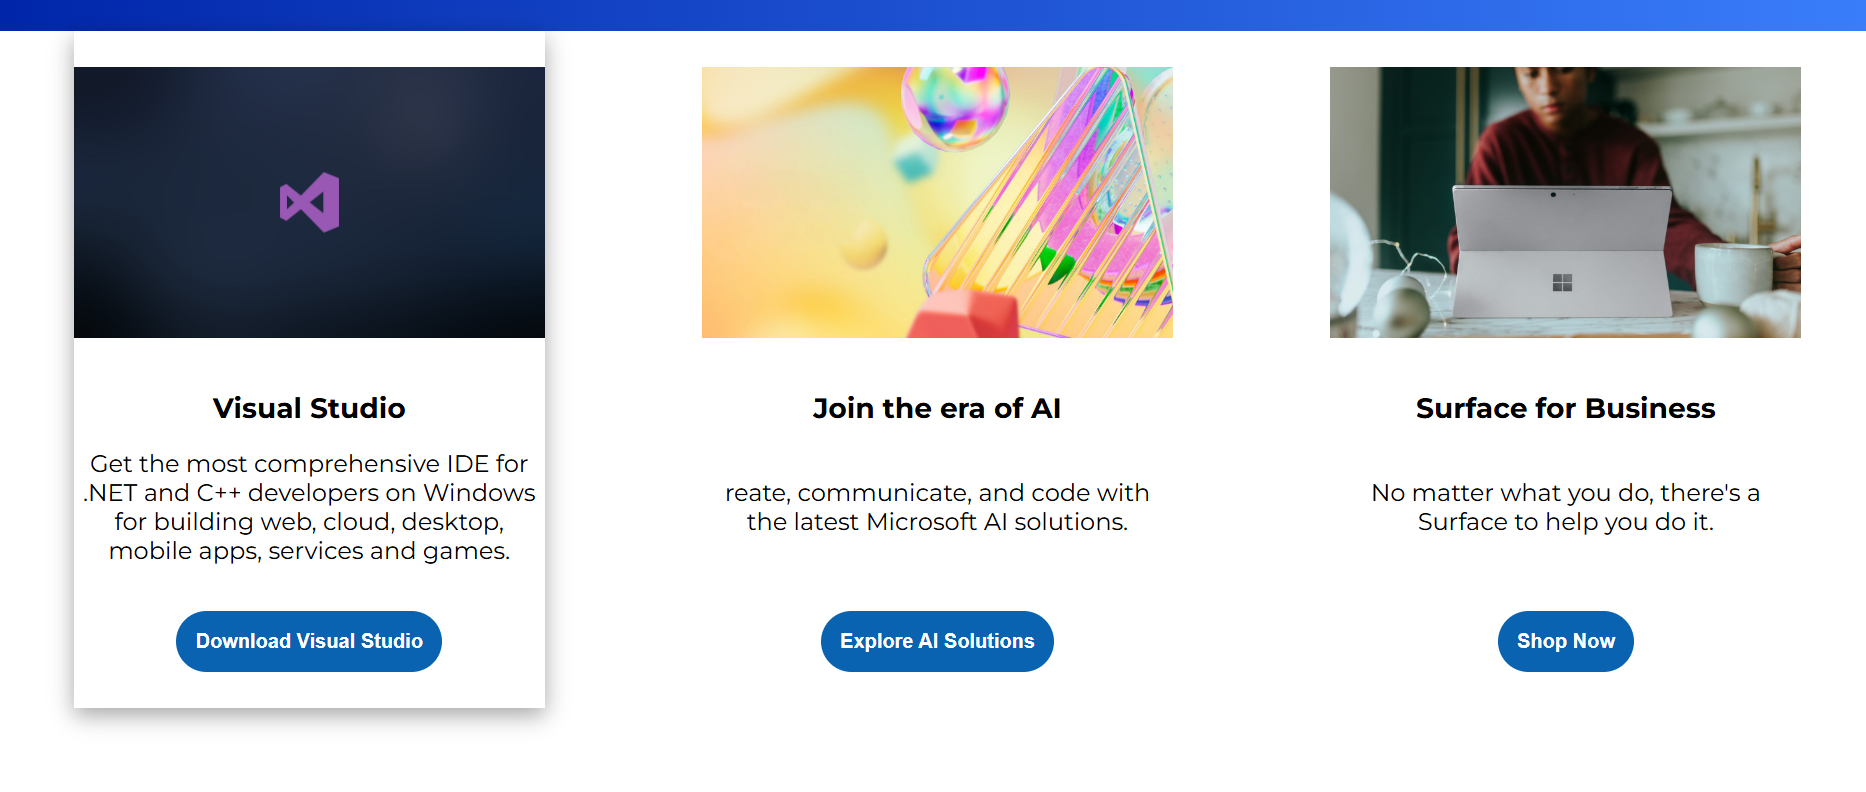 Visual Studio
Get the most comprehensive IDE for
.NET and C++ developers on Windows
for building web, cloud, desktop,
mobile apps, services and games.
Download Visual Studio
Join the era of AI
reate, communicate, and code with
the latest Microsoft AI solutions.
Explore AI Solutions
Surface for Business
No matter what you do, there's a
Surface to help you do it.
Shop Now